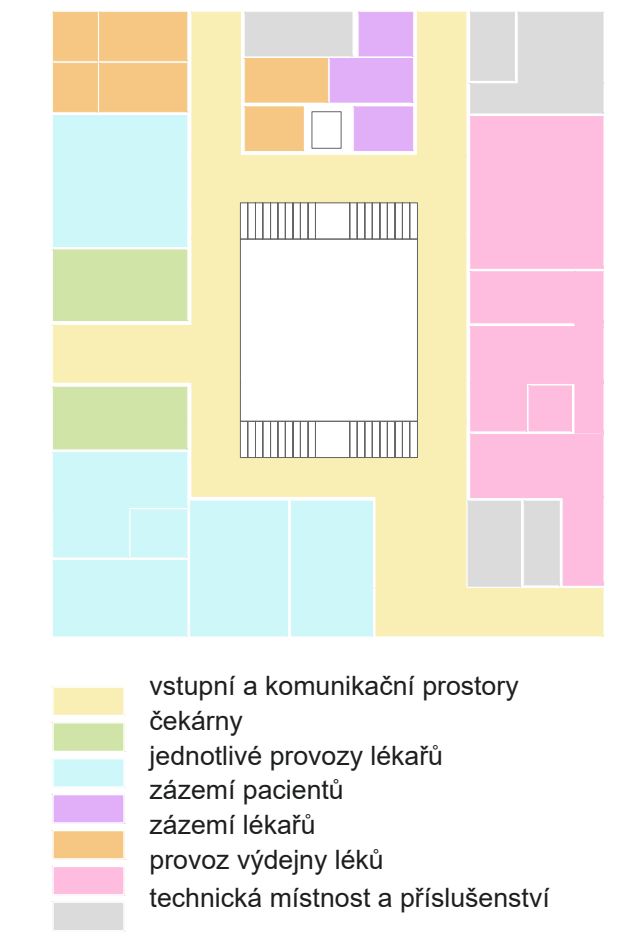 vstupní a komunikační prostory
čekárny
jednotlivé provozy lékařů
zázemí pacientů
zázemí lékařů
provoz výdejny léků
technická místnost a příslušenství